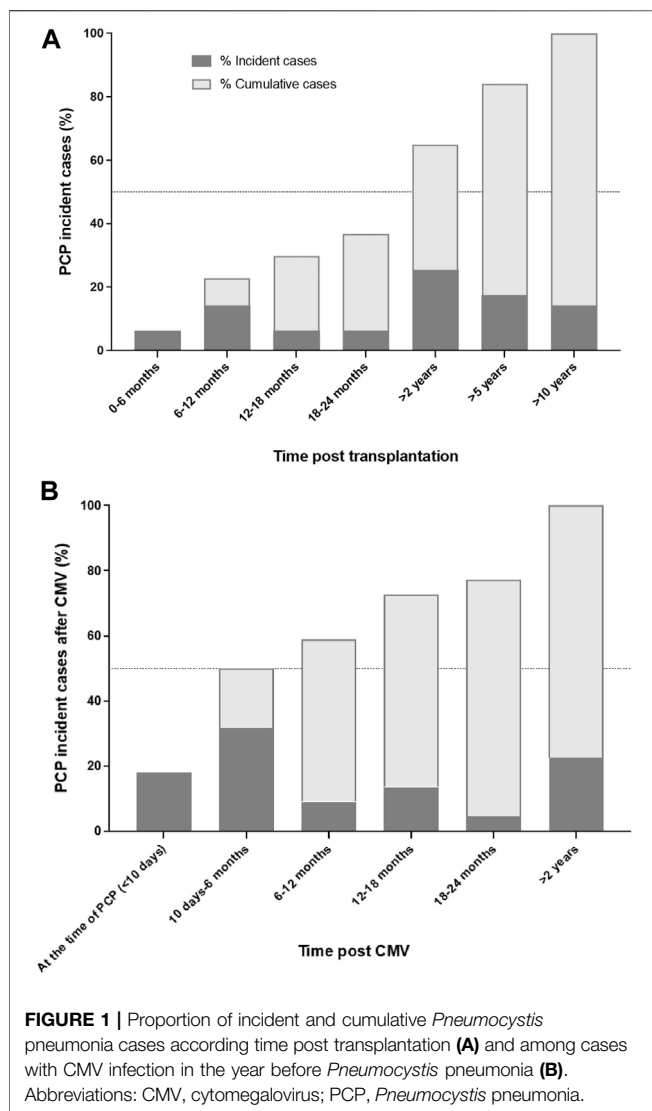 A
% Incident cases
% Cumulative cases
PCP incident cases (%)
100
80
60
40
20
0
0-6 months
6-12 months
12-18 months
18-24 months
>2 years
>5 years
>10 years
Time post transplantation
B
PCP incident cases after CMV (%)
100
80
60
40
20
0
At the time of PCP (<10 days)
10 days-6 months
6-12 months
12-18 months
18-24 months
>2 years
Time post CMV
FIGURE 1 | Proportion of incident and cumulative Pneumocystis
pneumonia cases according time post transplantation (A) and among cases
with CMV infection in the year before Pneumocystis pneumonia (B).
Abbreviations: CMV, cytomegalovirus; PCP, Pneumocystis pneumonia.